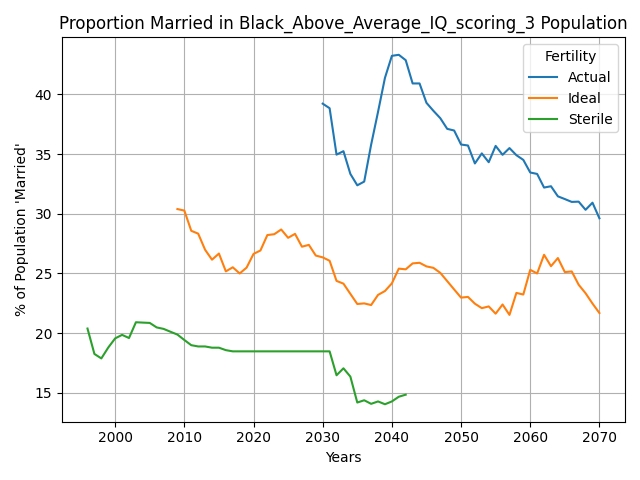 Proportion Married in Black_Above_Average_IQ_scoring_3 Population
Fertility
Actual
Ideal
Sterile
% of Population 'Married'
40
35
30
25
20
15
2000
2010
2020
2030
2040
2050
2060
2070
Years